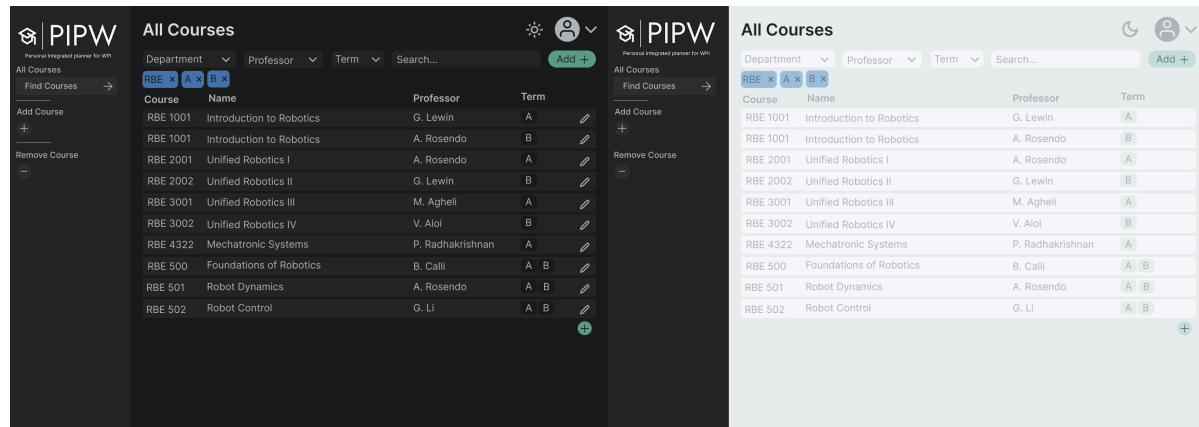 PIPW
Personal Integrated planner for WPI
All Courses
Find Courses
Add Course
Remove Course
All Courses
Department Professor Term Search... Add +
RBE × A × B ×
Course Name Professor Term
RBE 1001 Introduction to Robotics G. Lewin A
RBE 1001 Introduction to Robotics A. Rosendo B
RBE 2001 Unified Robotics I A. Rosendo A
RBE 2002 Unified Robotics II G. Lewin B
RBE 3001 Unified Robotics III M. Agheli A
RBE 3002 Unified Robotics IV V. Aloi B
RBE 4322 Mechatronic Systems P. Radhakrishnan A
RBE 500 Foundations of Robotics B. Calli A B
RBE 501 Robot Dynamics A. Rosendo A B
RBE 502 Robot Control G. Li A B
PIPW
Personal Integrated planner for WPI
All Courses
Find Courses
Add Course
Remove Course
All Courses
Department Professor Term Search... Add +
RBE × A × B ×
Course Name Professor Term
RBE 1001 Introduction to Robotics G. Lewin A
RBE 1001 Introduction to Robotics A. Rosendo B
RBE 2001 Unified Robotics I A. Rosendo A
RBE 2002 Unified Robotics II G. Lewin B
RBE 3001 Unified Robotics III M. Agheli A
RBE 3002 Unified Robotics IV V. Aloi B
RBE 4322 Mechatronic Systems P. Radhakrishnan A
RBE 500 Foundations of Robotics B. Calli A B
RBE 501 Robot Dynamics A. Rosendo A B
RBE 502 Robot Control G. Li A B